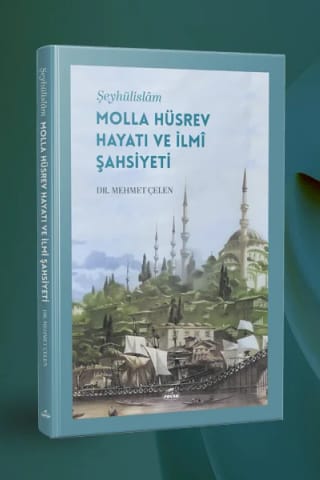 Şeyhülislâm
MOLLA HÜSREV
HAYATI VE İLMÎ
ŞAHSİYETİ
DR. MEHMET ÇELEN
Şeyhülislâm MOLLA HÜSREV HAYATI VE İLMÎ ŞAHSİYETİ DR. MEHMET ÇELEN